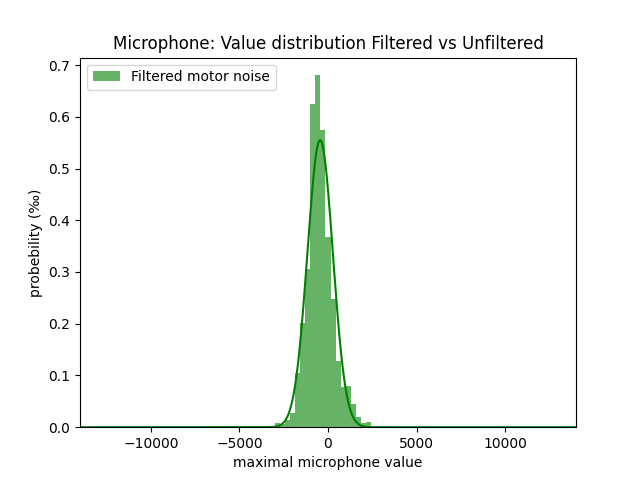 Microphone: Value distribution Filtered vs Unfiltered
Filtered motor noise
probebility (‰)
0.7
0.6
0.5
0.4
0.3
0.2
0.1
0.0
−10000 −5000 0 5000 10000
maximal microphone value